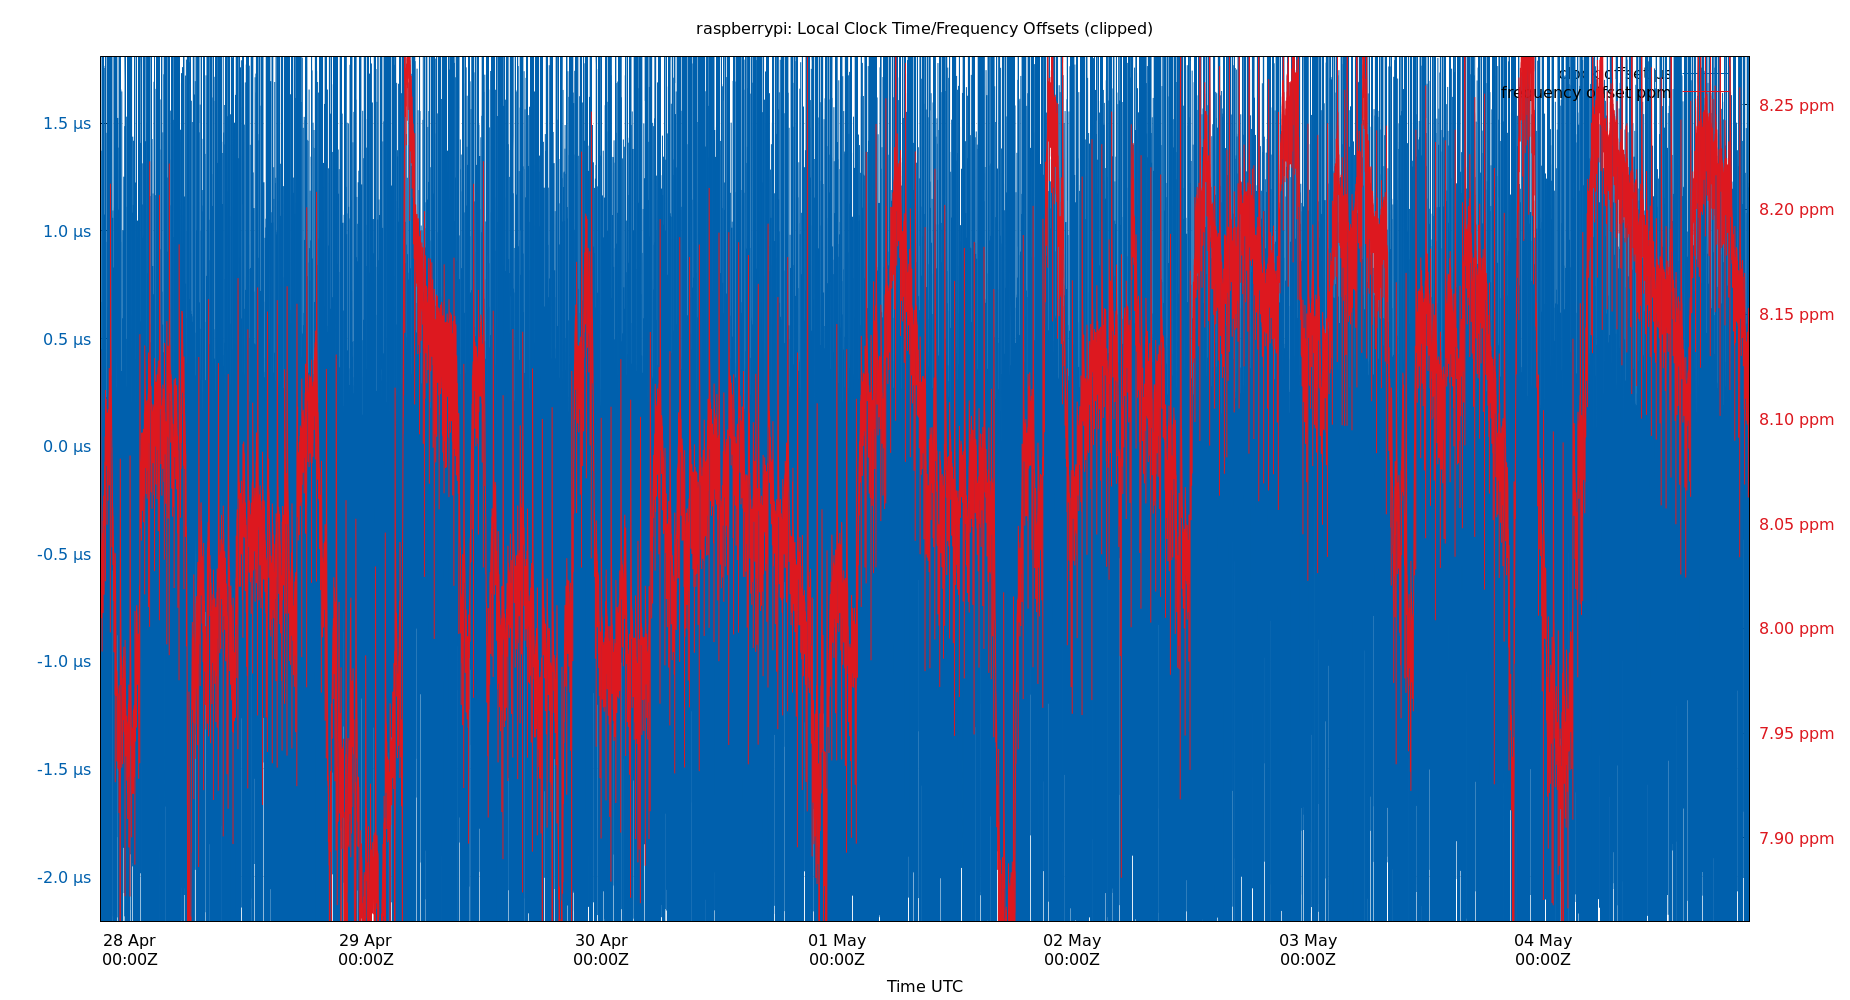 raspberrypi: Local Clock Time/Frequency Offsets (clipped)
clock offset µs
frequency offset ppm
1.5 µs
1.0 µs
0.5 µs
0.0 µs
-0.5 µs
-1.0 µs
-1.5 µs
-2.0 µs
8.25 ppm
8.20 ppm
8.15 ppm
8.10 ppm
8.05 ppm
8.00 ppm
7.95 ppm
7.90 ppm
28 Apr 29 Apr 30 Apr 01 May 02 May 03 May 04 May
00:00Z 00:00Z 00:00Z 00:00Z 00:00Z 00:00Z 00:00Z
Time UTC